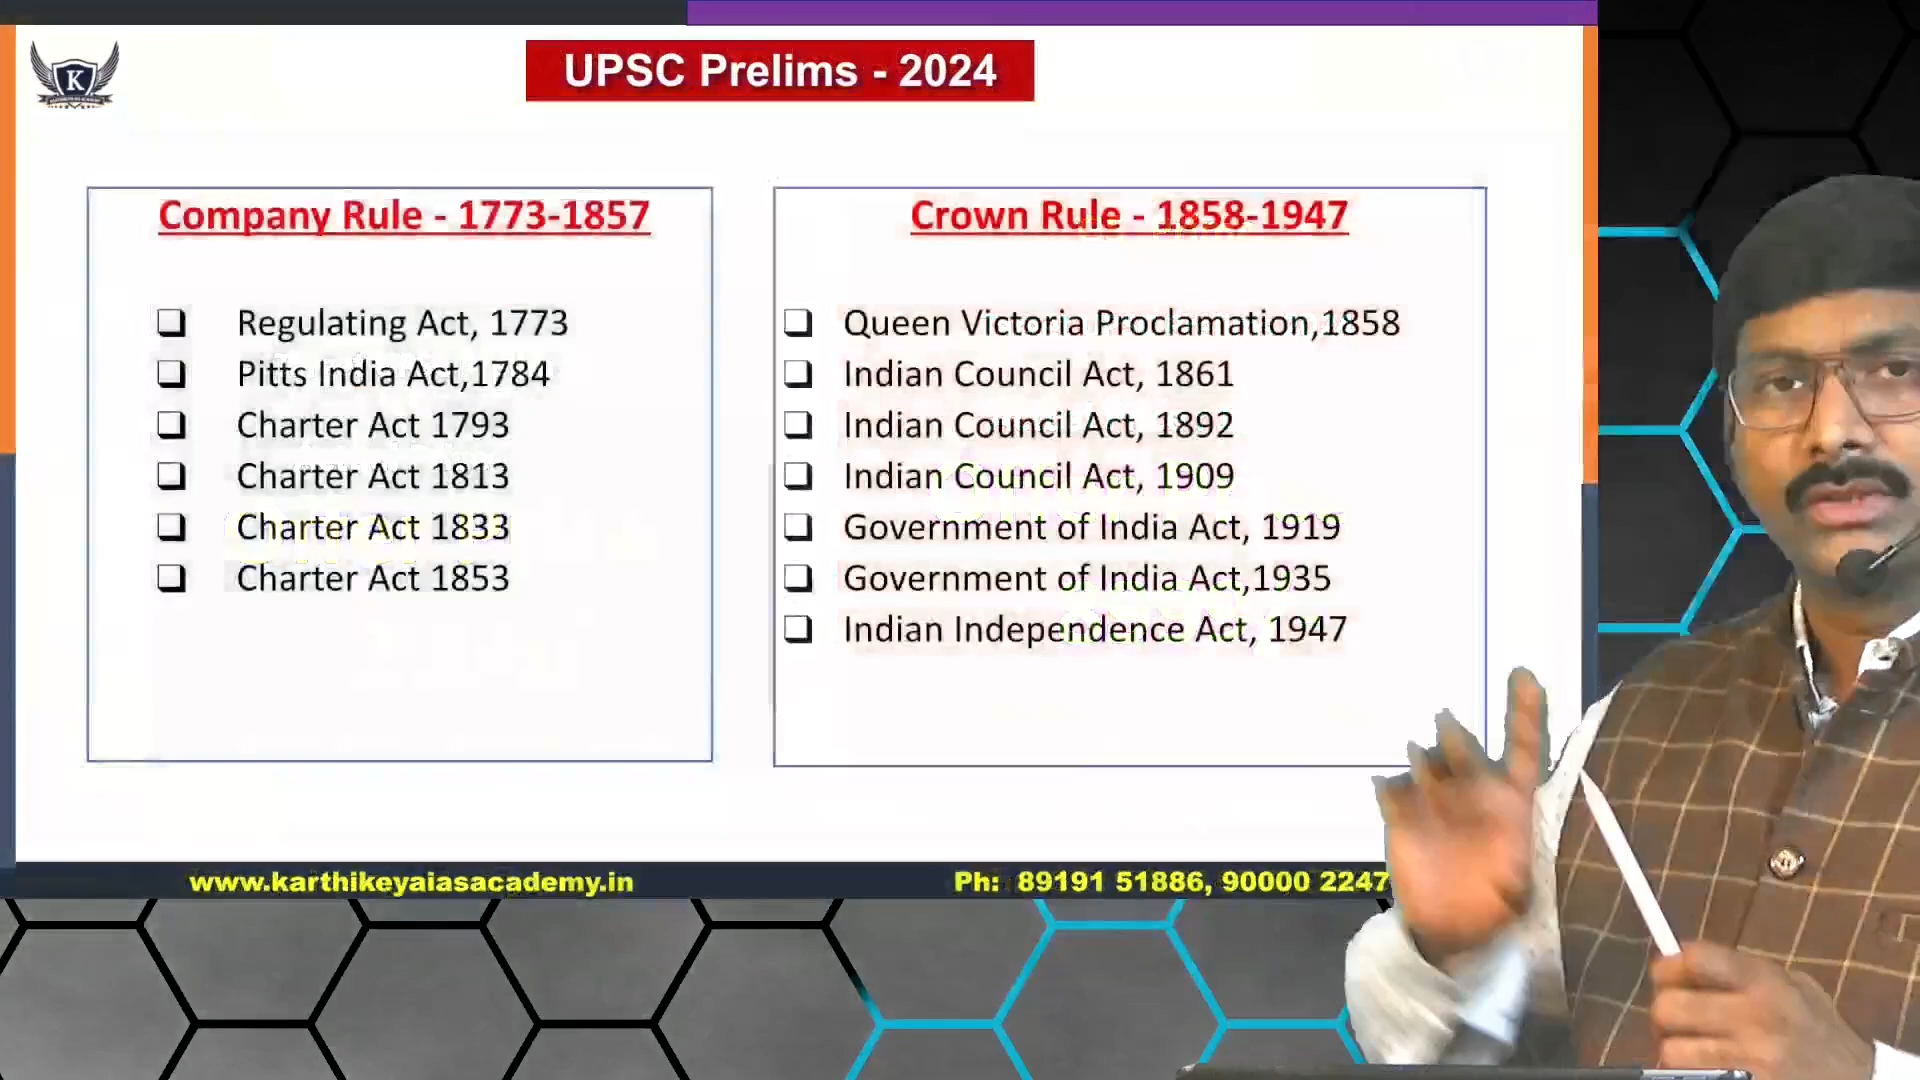 UPSC Prelims - 2024
K
Company Rule - 1773-1857
❑ Regulating Act, 1773
❑ Pitts India Act,1784
❑ Charter Act 1793
❑ Charter Act 1813
❑ Charter Act 1833
❑ Charter Act 1853
Crown Rule - 1858-1947
❑ Queen Victoria Proclamation,1858
❑ Indian Council Act, 1861
❑ Indian Council Act, 1892
❑ Indian Council Act, 1909
❑ Government of India Act, 1919
❑ Government of India Act,1935
❑ Indian Independence Act, 1947
www.karthikeyaiasacademy.in
Ph: 89191 51886, 90000 2247